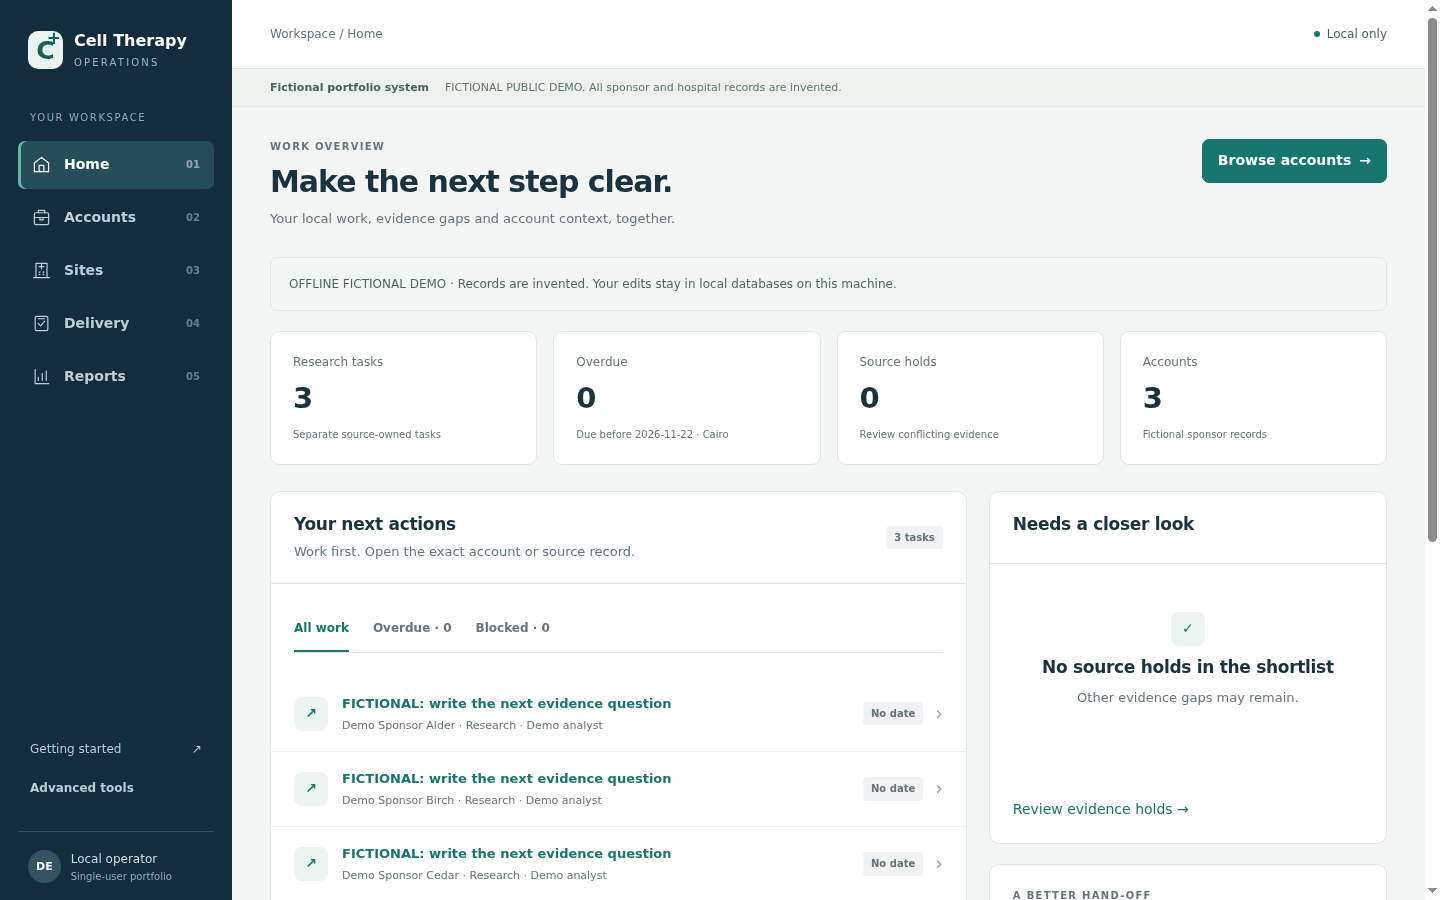 C+
Cell Therapy
OPERATIONS
YOUR WORKSPACE
Home 01
Accounts 02
Sites 03
Delivery 04
Reports 05
Getting started ↗
Advanced tools
DE
Local operator
Single-user portfolio
Workspace / Home
Local only
Fictional portfolio system FICTIONAL PUBLIC DEMO. All sponsor and hospital records are invented.
WORK OVERVIEW
Make the next step clear.
Your local work, evidence gaps and account context, together.
Browse accounts →
OFFLINE FICTIONAL DEMO · Records are invented. Your edits stay in local databases on this machine.
Research tasks
3
Separate source-owned tasks
Overdue
0
Due before 2026-11-22 · Cairo
Source holds
0
Review conflicting evidence
Accounts
3
Fictional sponsor records
Your next actions
Work first. Open the exact account or source record.
3 tasks
All work Overdue · 0 Blocked · 0
FICTIONAL: write the next evidence question
Demo Sponsor Alder · Research · Demo analyst
No date
FICTIONAL: write the next evidence question
Demo Sponsor Birch · Research · Demo analyst
No date
FICTIONAL: write the next evidence question
Demo Sponsor Cedar · Research · Demo analyst
No date
Needs a closer look
✓
No source holds in the shortlist
Other evidence gaps may remain.
Review evidence holds →
A BETTER HAND-OFF